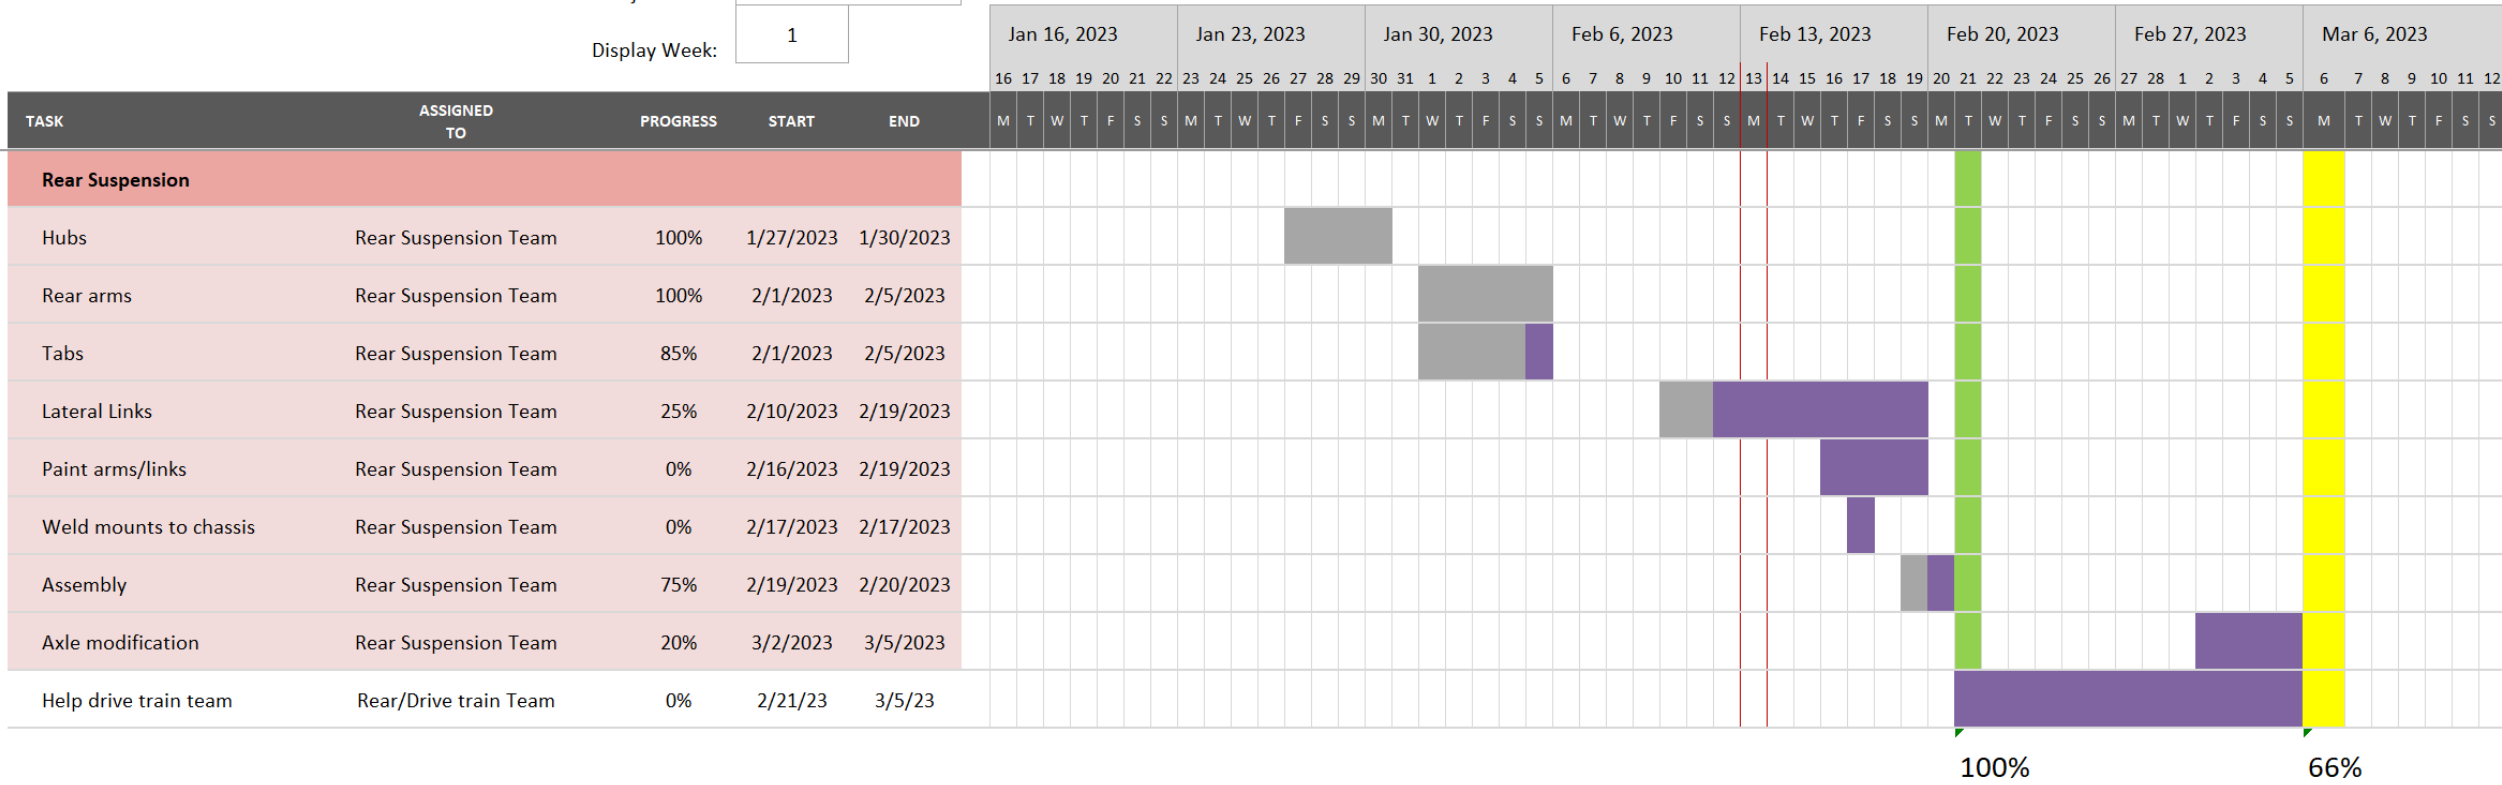 Display Week: 1
Jan 16, 2023 Jan 23, 2023 Jan 30, 2023 Feb 6, 2023 Feb 13, 2023 Feb 20, 2023 Feb 27, 2023 Mar 6, 2023
16 17 18 19 20 21 22 23 24 25 26 27 28 29 30 31 1 2 3 4 5 6 7 8 9 10 11 12 13 14 15 16 17 18 19 20 21 22 23 24 25 26 27 28 1 2 3 4 5 6 7 8 9 10 11 12
TASK ASSIGNED TO PROGRESS START END M T W T F S S M T W T F S S M T W T F S S M T W T F S S M T W T F S S M T W T F S S M T W T F S S M T W T F S S
Rear Suspension
Hubs Rear Suspension Team 100% 1/27/2023 1/30/2023
Rear arms Rear Suspension Team 100% 2/1/2023 2/5/2023
Tabs Rear Suspension Team 85% 2/1/2023 2/5/2023
Lateral Links Rear Suspension Team 25% 2/10/2023 2/19/2023
Paint arms/links Rear Suspension Team 0% 2/16/2023 2/19/2023
Weld mounts to chassis Rear Suspension Team 0% 2/17/2023 2/17/2023
Assembly Rear Suspension Team 75% 2/19/2023 2/20/2023
Axle modification Rear Suspension Team 20% 3/2/2023 3/5/2023
Help drive train team Rear/Drive train Team 0% 2/21/23 3/5/23
100% 66%